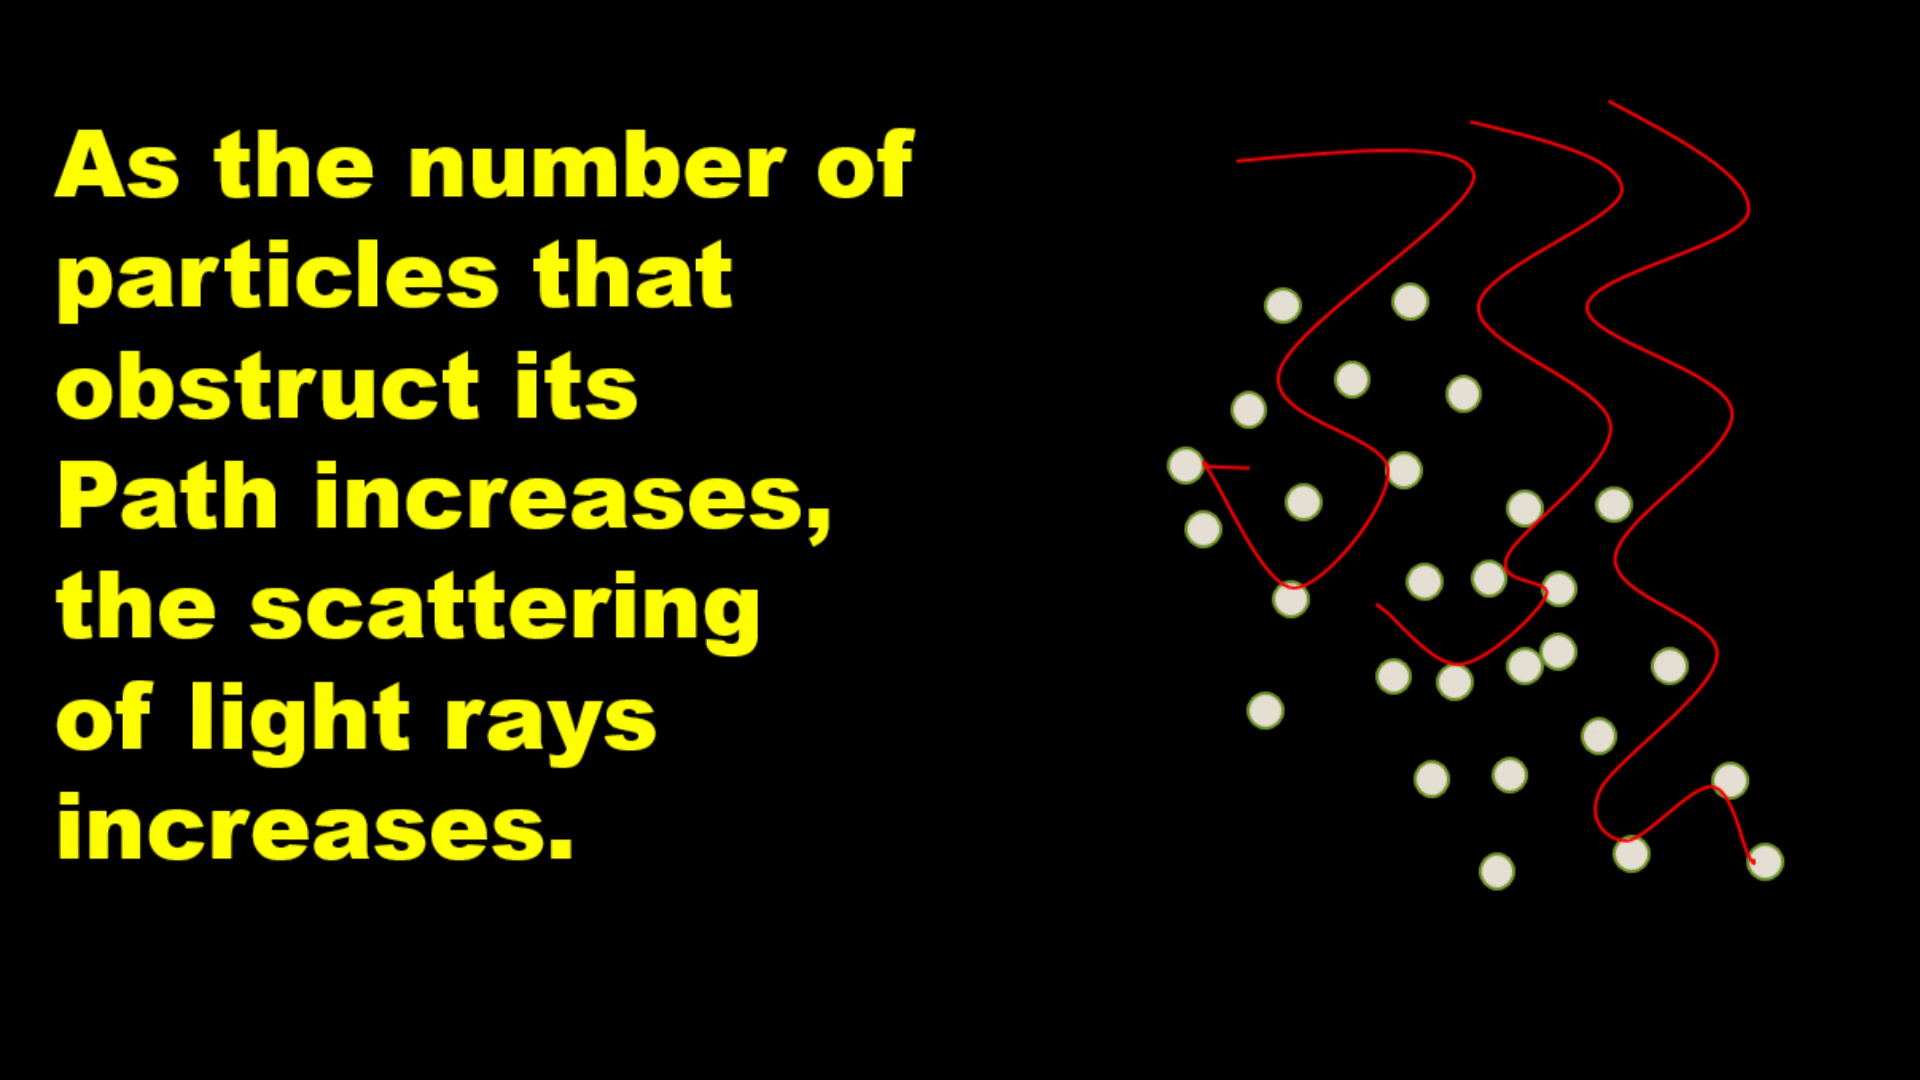 As the number of
particles that
obstruct its
Path increases,
the scattering
of light rays
increases.